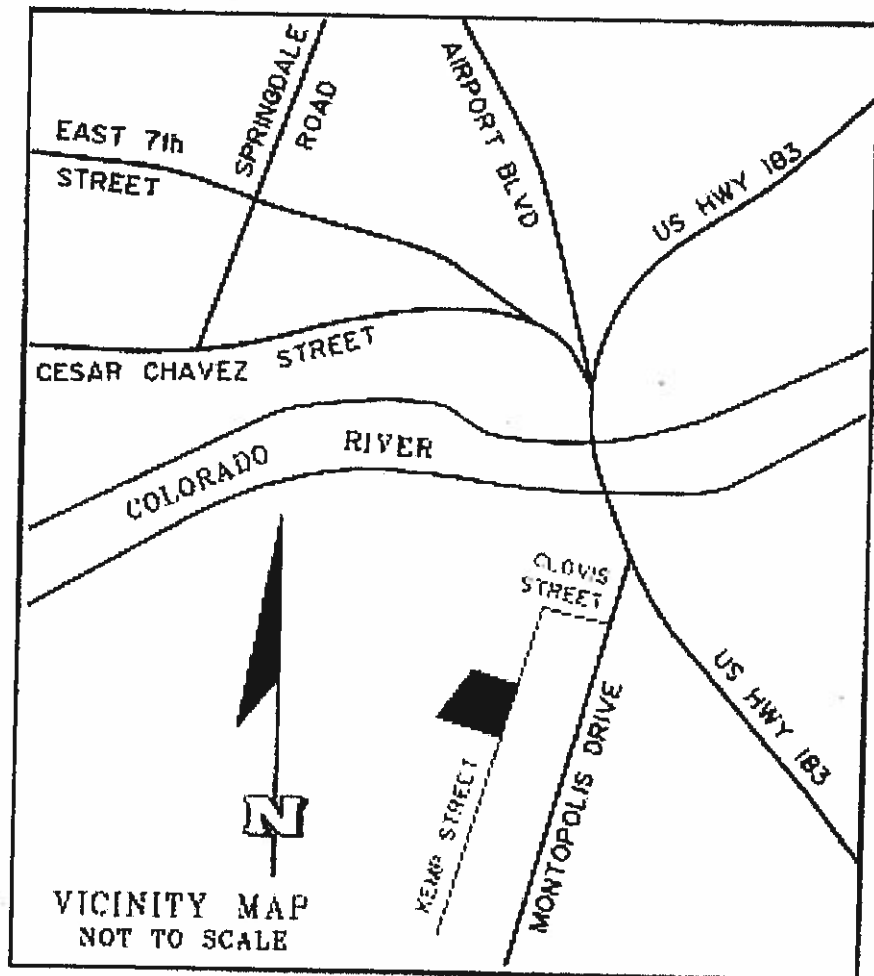 SPRINGDALE
ROAD
AIRPORT BLVD
EAST 7th
STREET
US HWY 183
CESAR CHAVEZ STREET
COLORADO RIVER
CLOVIS
STREET
US HWY 183
KEMP STREET
MONTOPOLIS DRIVE
N
VICINITY MAP
NOT TO SCALE